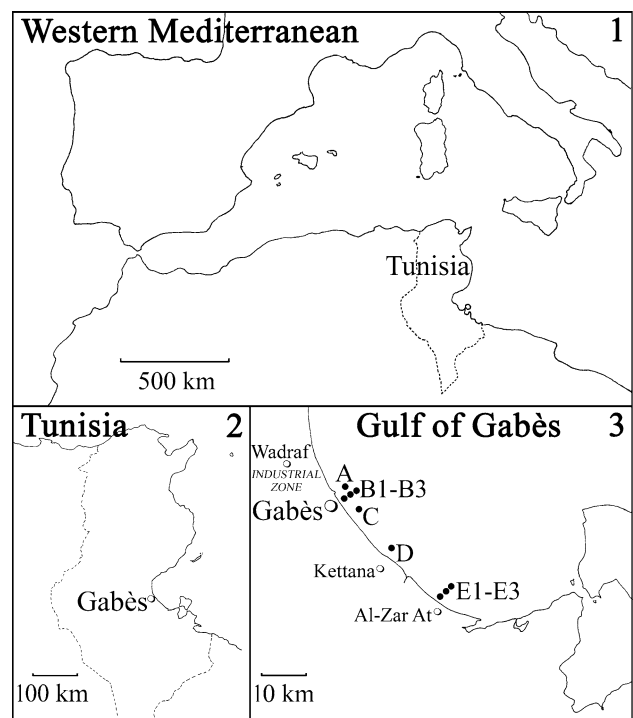 Western Mediterranean 1
Tunisia
500 km
Tunisia 2
Gabès
100 km
Gulf of Gabès 3
Wadraf
INDUSTRIAL
ZONE
A
B1-B3
Gabès
C
D
Kettana
E1-E3
Al-Zar At
10 km